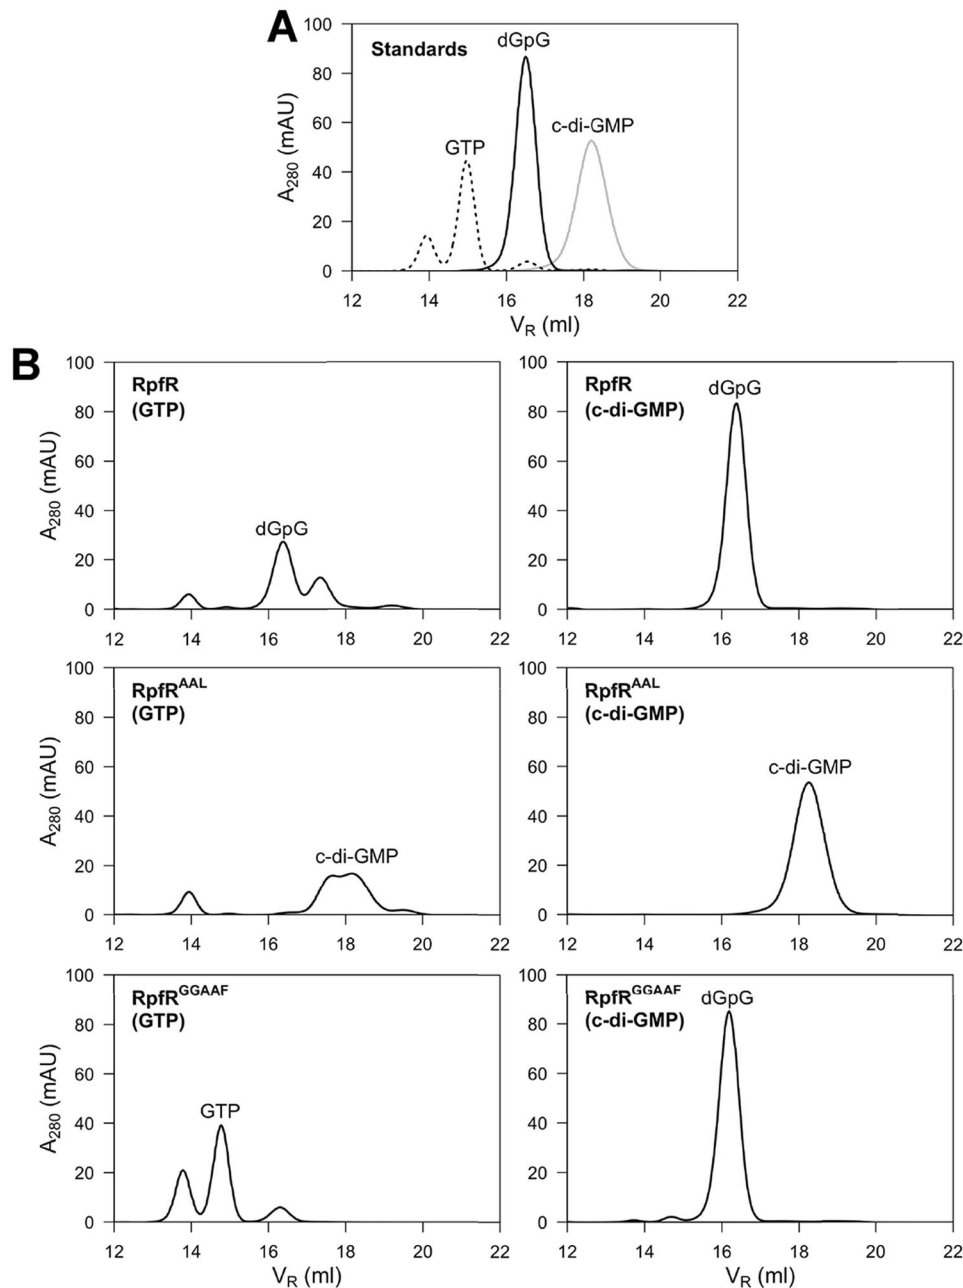 A
Standards
dGpG
GTP
c-di-GMP
A280 (mAU)
100
80
60
40
20
0
12 14 16 18 20 22
VR (ml)
B
RpfR
(GTP)
dGpG
A280 (mAU)
100
80
60
40
20
0
12 14 16 18 20 22
RpfR
(c-di-GMP)
dGpG
100
80
60
40
20
0
12 14 16 18 20 22
RpfRAAL
(GTP)
c-di-GMP
A280 (mAU)
100
80
60
40
20
0
12 14 16 18 20 22
RpfRAAL
(c-di-GMP)
c-di-GMP
100
80
60
40
20
0
12 14 16 18 20 22
RpfRGGAAF
(GTP)
GTP
A280 (mAU)
100
80
60
40
20
0
12 14 16 18 20 22
VR (ml)
RpfRGGAAF
(c-di-GMP)
dGpG
100
80
60
40
20
0
12 14 16 18 20 22
VR (ml)